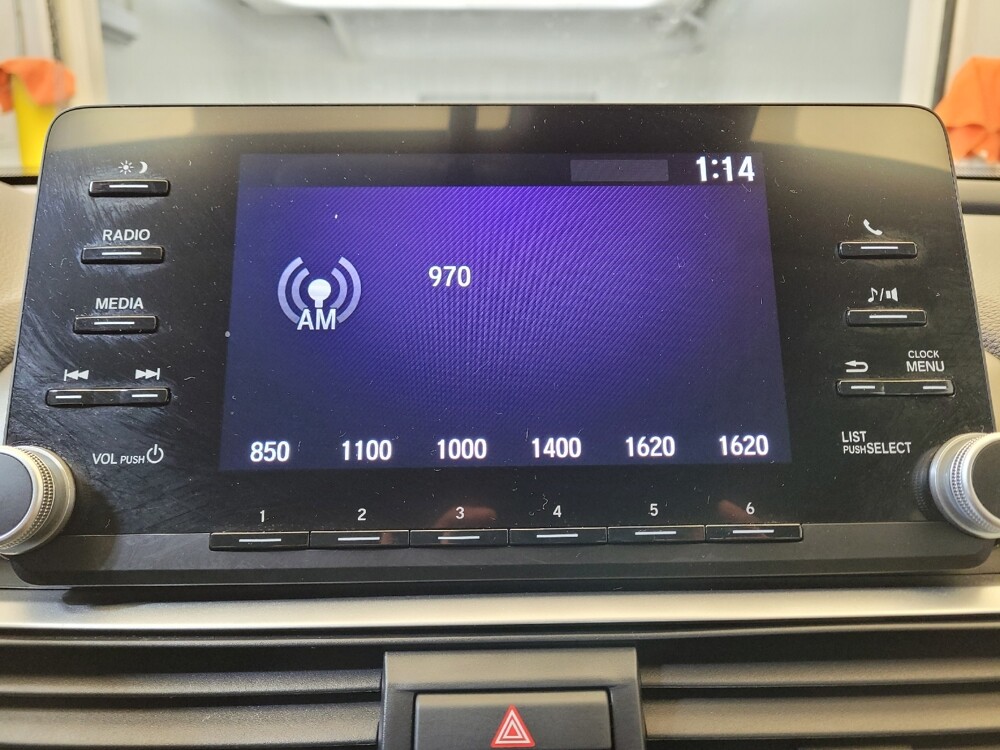 1:14
RADIO
MEDIA
VOL PUSH
970
AM
850 1100 1000 1400 1620 1620
1 2 3 4 5 6
CLOCK
MENU
LIST
PUSH SELECT